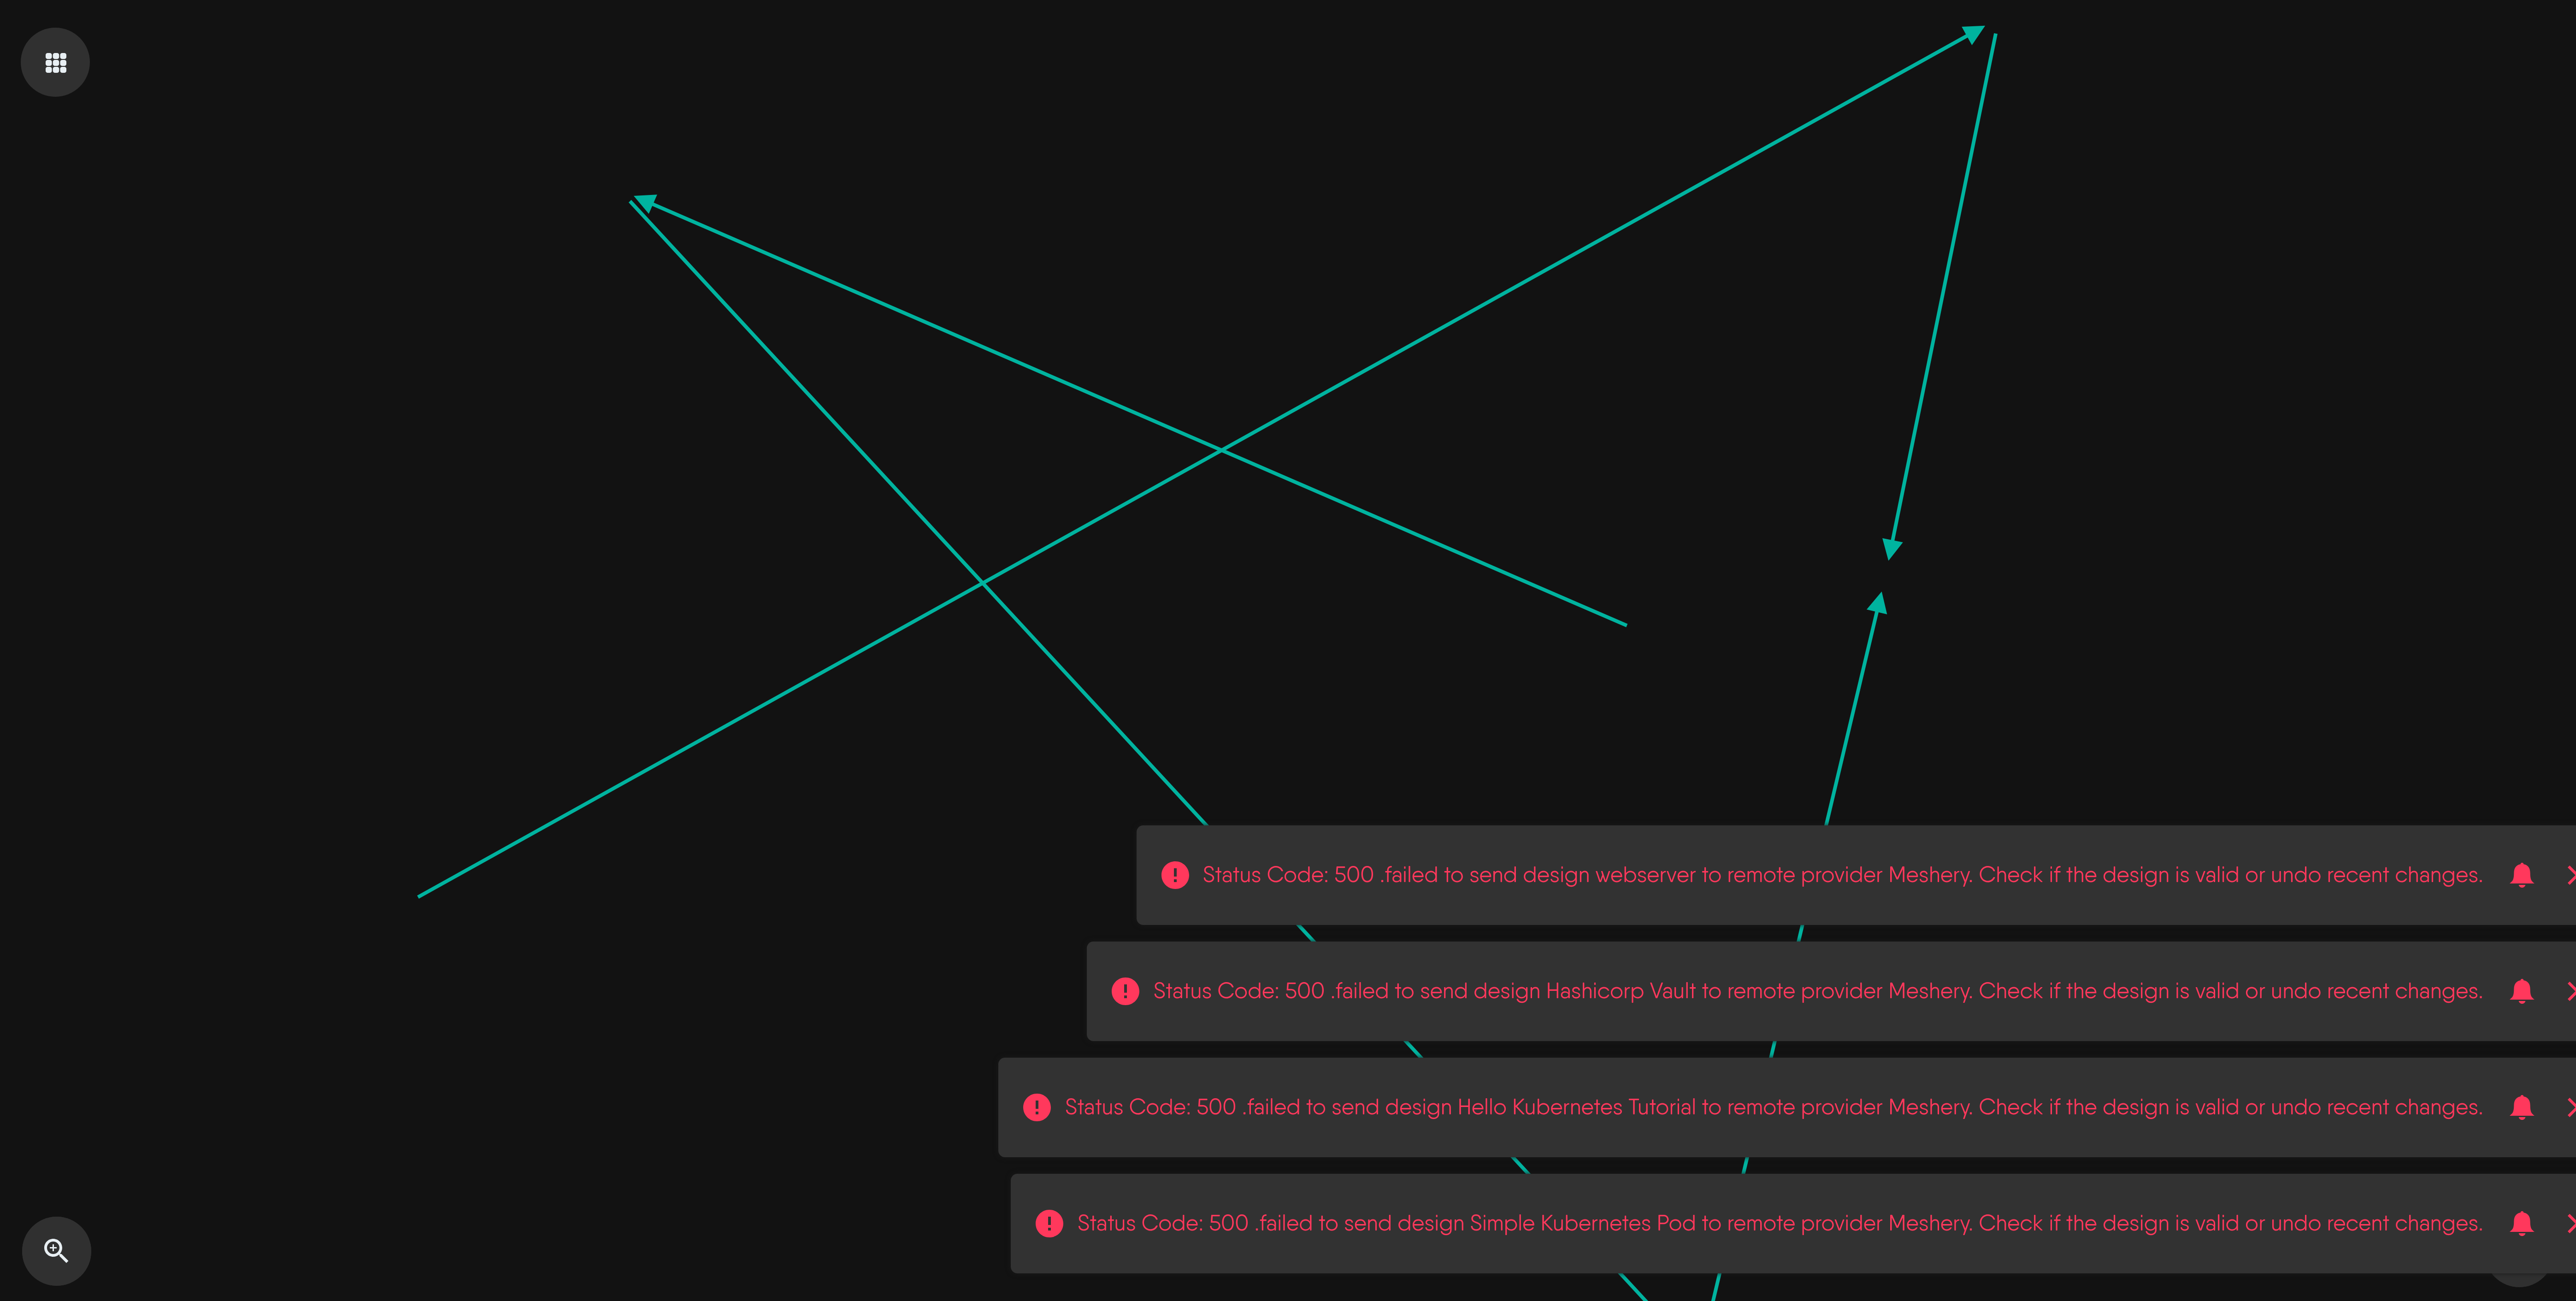 Status Code: 500 .failed to send design webserver to remote provider Meshery. Check if the design is valid or undo recent changes.
Status Code: 500 .failed to send design Hashicorp Vault to remote provider Meshery. Check if the design is valid or undo recent changes.
Status Code: 500 .failed to send design Hello Kubernetes Tutorial to remote provider Meshery. Check if the design is valid or undo recent changes.
Status Code: 500 .failed to send design Simple Kubernetes Pod to remote provider Meshery. Check if the design is valid or undo recent changes.